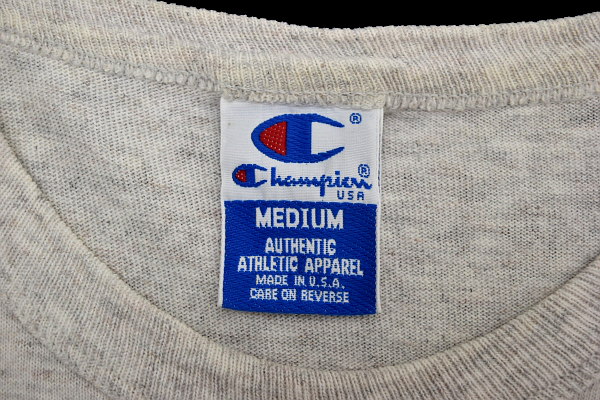 C ®
Champion ®
USA
MEDIUM
AUTHENTIC
ATHLETIC APPAREL
MADE IN U.S.A.
CARE ON REVERSE